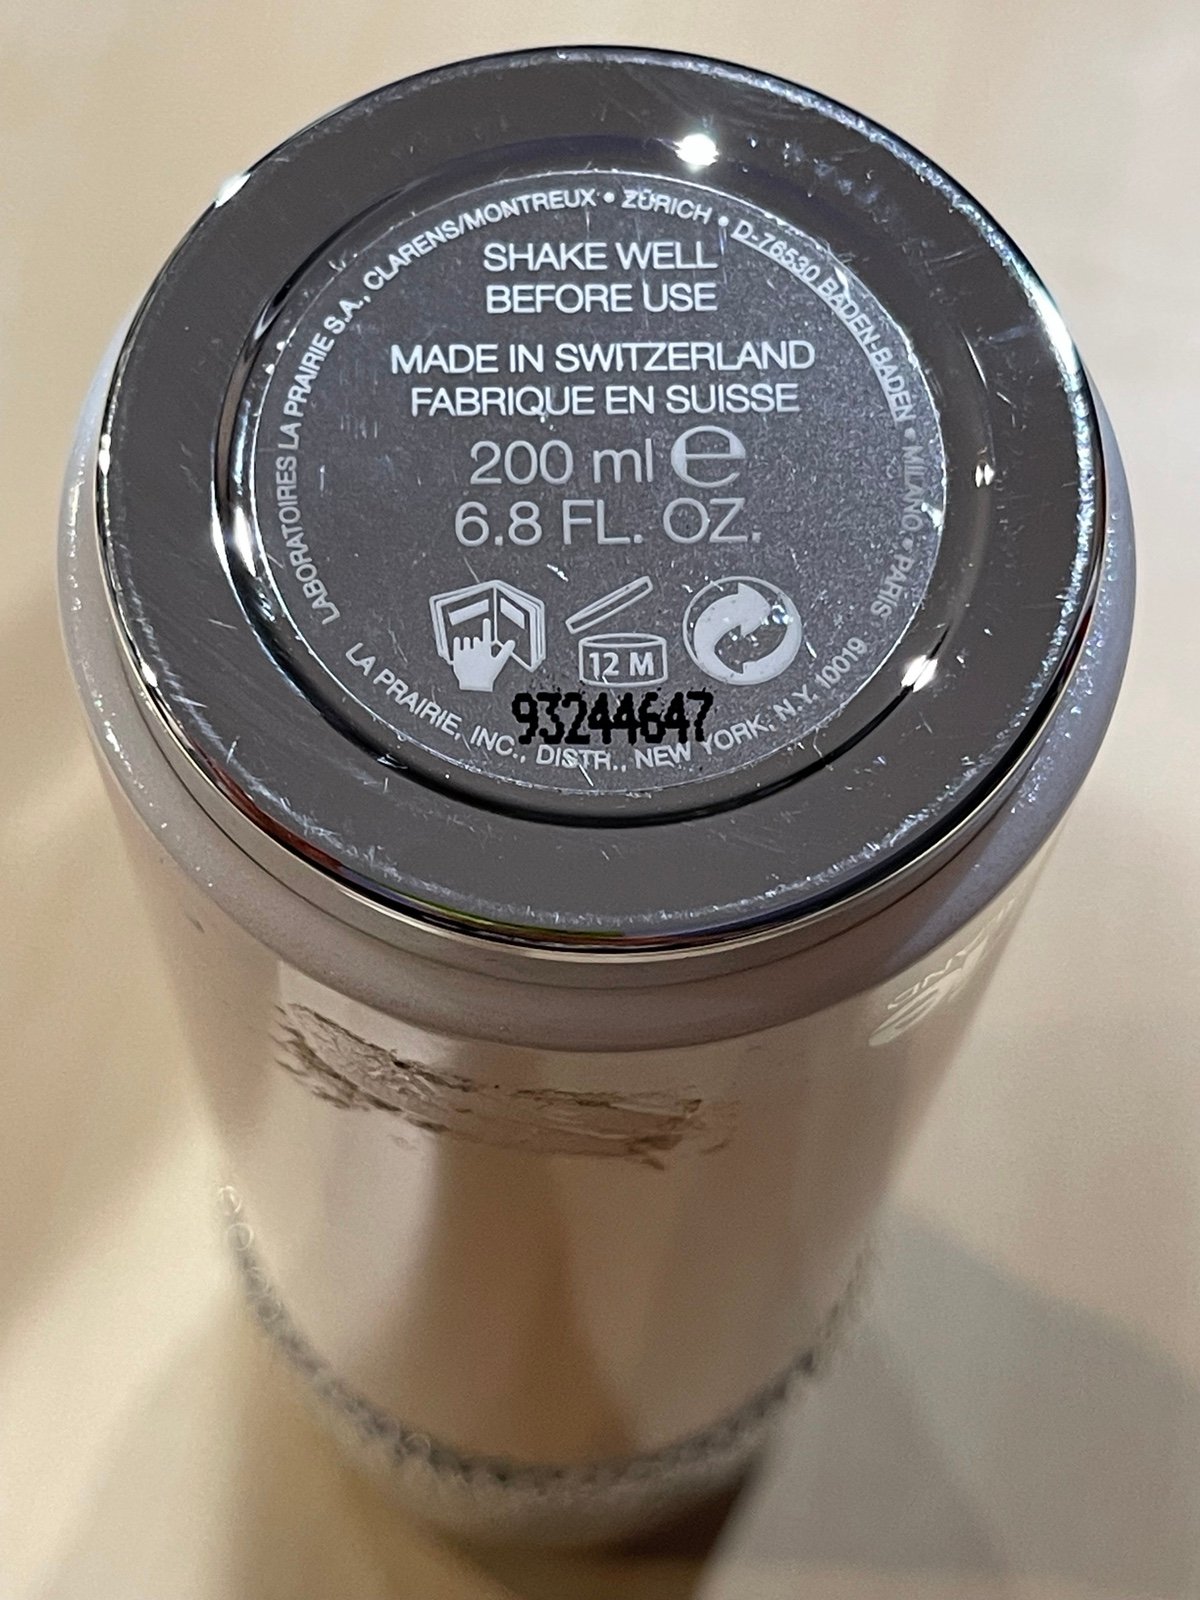 LABORATOIRES LA PRAIRIE S.A., CLARENS/MONTREUX • ZÜRICH • D-76530 BADEN-BADEN • MILANO • PARIS
SHAKE WELL
BEFORE USE
MADE IN SWITZERLAND
FABRIQUE EN SUISSE
200 ml e
6.8 FL. OZ.
12 M
93244647
LA PRAIRIE, INC., DISTR., NEW YORK, N.Y. 10019